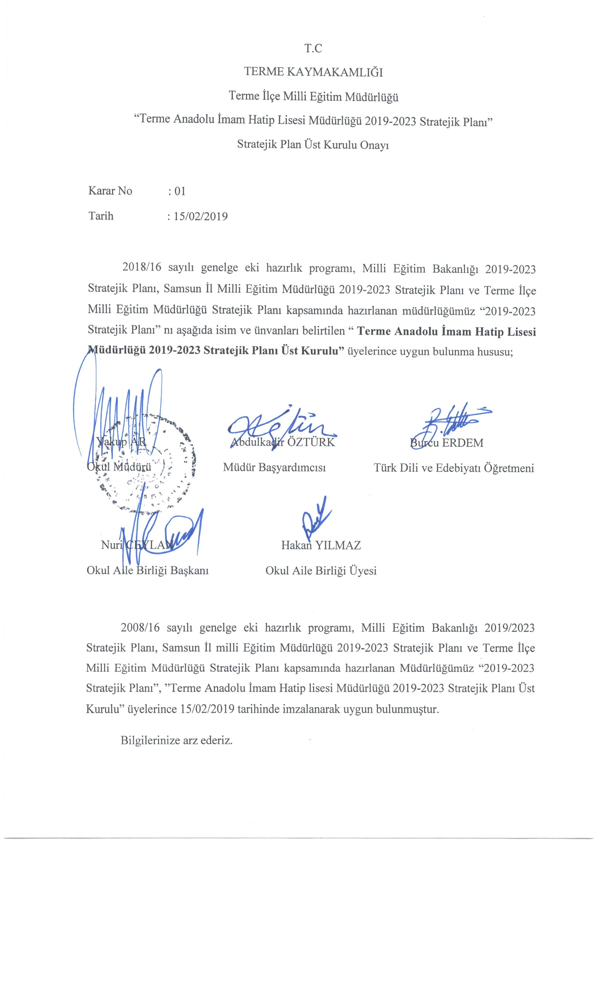 T.C
TERME KAYMAKAMLIĞI
Terme İlçe Milli Eğitim Müdürlüğü
“Terme Anadolu İmam Hatip Lisesi Müdürlüğü 2019-2023 Stratejik Planı”
Stratejik Plan Üst Kurulu Onayı
Karar No : 01
Tarih : 15/02/2019
2018/16 sayılı genelge eki hazırlık programı, Milli Eğitim Bakanlığı 2019-2023
Stratejik Planı, Samsun İl Milli Eğitim Müdürlüğü 2019-2023 Stratejik Planı ve Terme İlçe
Milli Eğitim Müdürlüğü Stratejik Planı kapsamında hazırlanan müdürlüğümüz “2019-2023
Stratejik Planı” nı aşağıda isim ve ünvanları belirtilen “ Terme Anadolu İmam Hatip Lisesi
Müdürlüğü 2019-2023 Stratejik Planı Üst Kurulu” üyelerince uygun bulunma hususu;
Yakup AR Abdulkadir ÖZTÜRK Burcu ERDEM
Okul Müdürü Müdür Başyardımcısı Türk Dili ve Edebiyatı Öğretmeni
Nuri CEYLAN Hakan YILMAZ
Okul Aile Birliği Başkanı Okul Aile Birliği Üyesi
2008/16 sayılı genelge eki hazırlık programı, Milli Eğitim Bakanlığı 2019/2023
Stratejik Planı, Samsun İl milli Eğitim Müdürlüğü 2019-2023 Stratejik Planı ve Terme İlçe
Milli Eğitim Müdürlüğü Stratejik Planı kapsamında hazırlanan Müdürlüğümüz “2019-2023
Stratejik Planı”, ”Terme Anadolu İmam Hatip lisesi Müdürlüğü 2019-2023 Stratejik Planı Üst
Kurulu” üyelerince 15/02/2019 tarihinde imzalanarak uygun bulunmuştur.
Bilgilerinize arz ederiz.